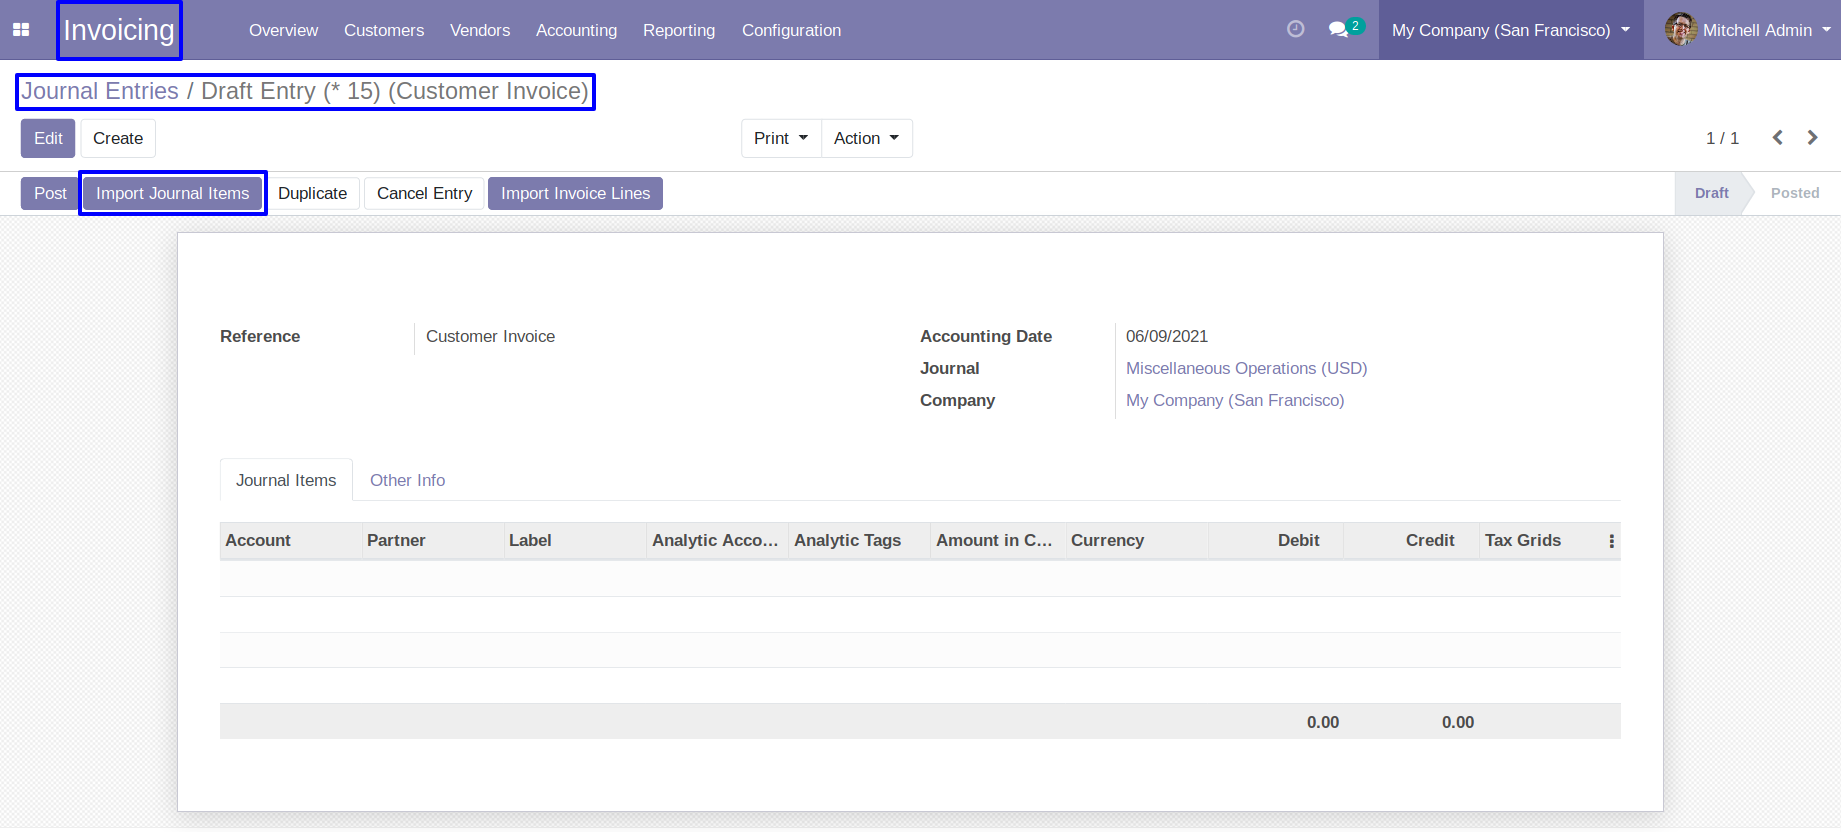 Invoicing Overview Customers Vendors Accounting Reporting Configuration 2 My Company (San Francisco) Mitchell Admin
Journal Entries / Draft Entry (* 15) (Customer Invoice)
Edit Create Print Action 1 / 1
Post Import Journal Items Duplicate Cancel Entry Import Invoice Lines Draft Posted
Reference Customer Invoice Accounting Date 06/09/2021
Journal Miscellaneous Operations (USD)
Company My Company (San Francisco)
Journal Items Other Info
Account Partner Label Analytic Acco... Analytic Tags Amount in C... Currency Debit Credit Tax Grids
0.00 0.00